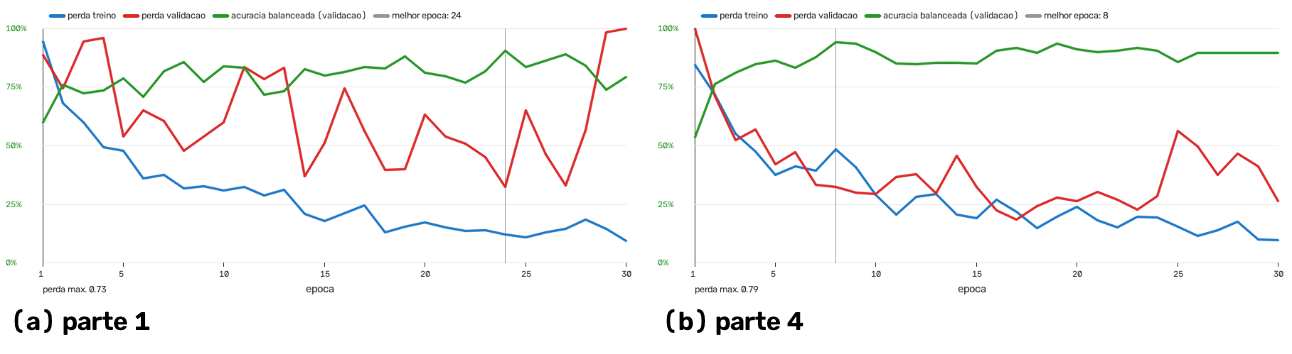 perda treino perda validacao acuracia balanceada (validacao) melhor epoca: 24
100%
75%
50%
25%
0%
1 5 10 15 20 25 30
perda max. 0.73 epoca
(a) parte 1
perda treino perda validacao acuracia balanceada (validacao) melhor epoca: 8
100%
75%
50%
25%
0%
1 5 10 15 20 25 30
perda max. 0.79 epoca
(b) parte 4